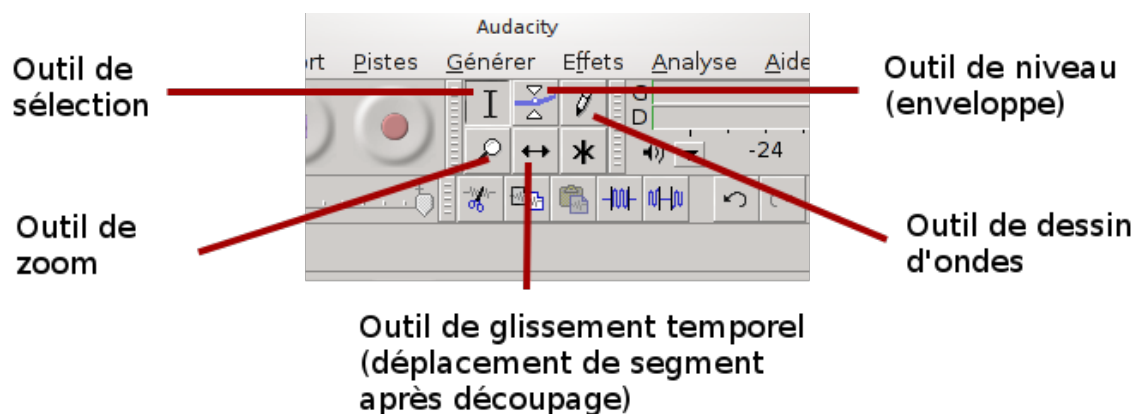 Audacity
Pistes Générer Effets Analyse Aide
Outil de
sélection
Outil de niveau
(enveloppe)
G
D
-24
Outil de
zoom
Outil de dessin
d'ondes
Outil de glissement temporel
(déplacement de segment
après découpage)